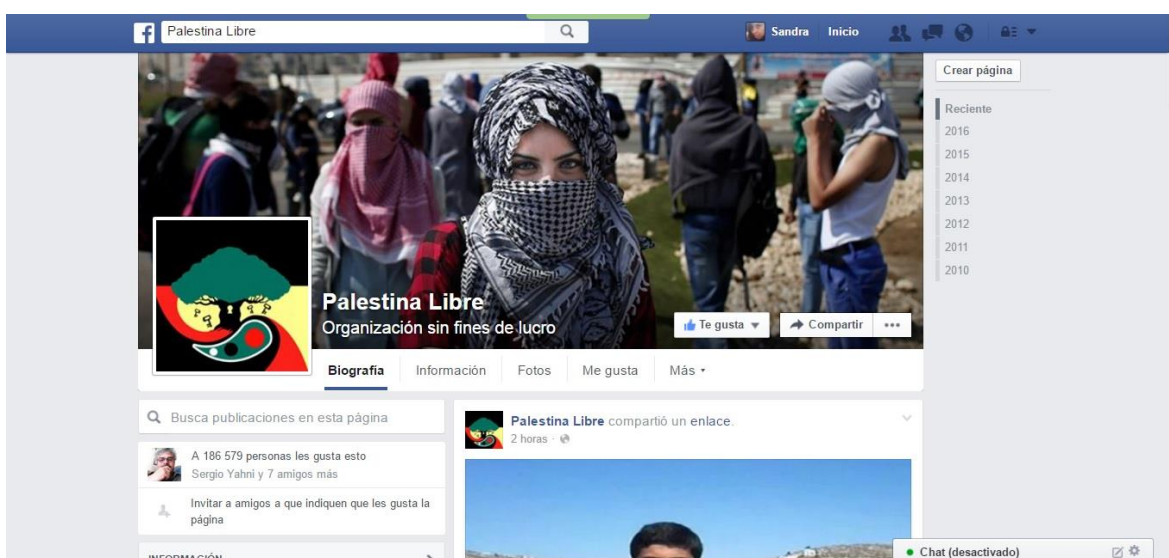 Palestina Libre
Sandra Inicio
Crear página
Reciente
2016
2015
2014
2013
2012
2011
2010
Palestina Libre
Organización sin fines de lucro
Te gusta
Compartir
Biografía Información Fotos Me gusta Más
Busca publicaciones en esta página
A 186 579 personas les gusta esto
Sergio Yahni y 7 amigos más
Invitar a amigos a que indiquen que les gusta la
página
INFORMACIÓN
Palestina Libre compartió un enlace.
2 horas
Chat (desactivado)